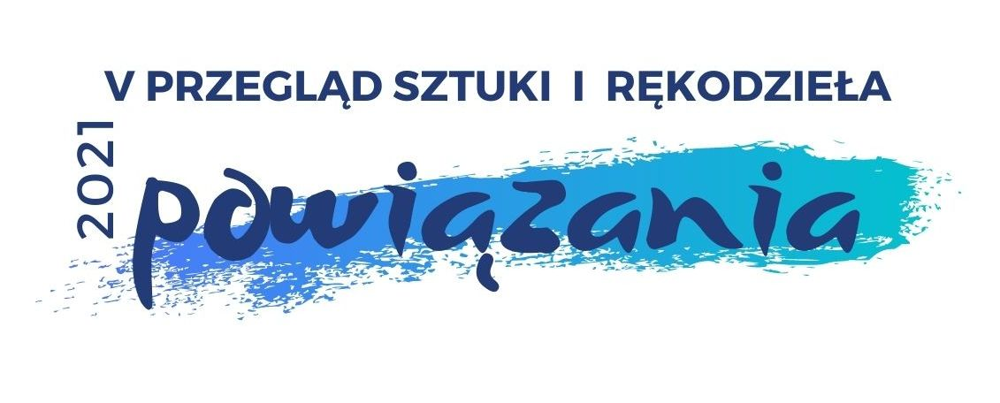 V PRZEGLĄD SZTUKI I RĘKODZIEŁA
2021
powiązania